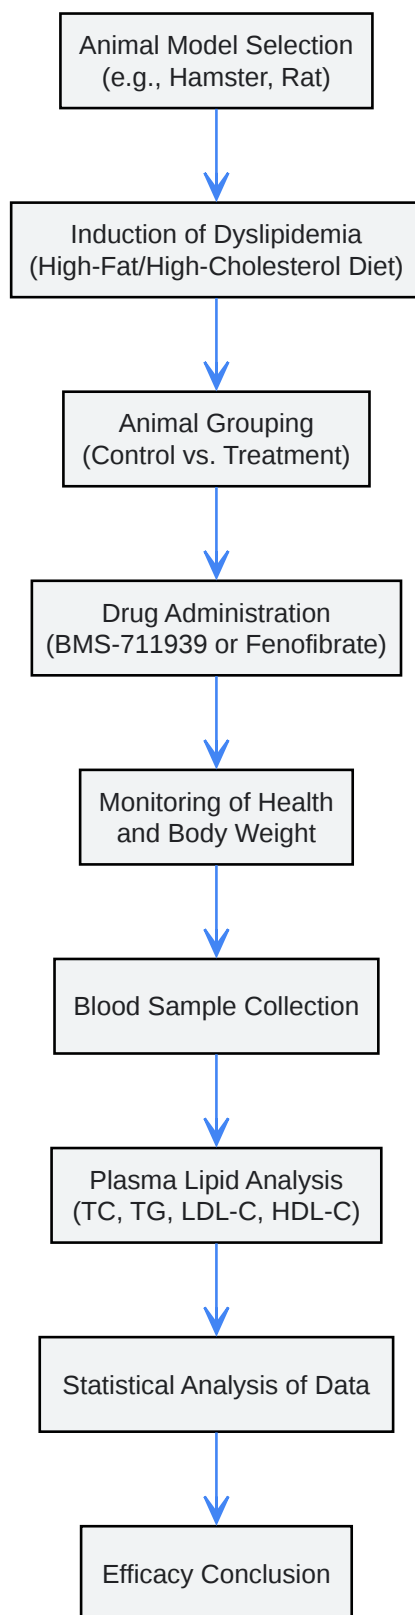 Animal Model Selection
(e.g., Hamster, Rat)
Induction of Dyslipidemia
(High-Fat/High-Cholesterol Diet)
Animal Grouping
(Control vs. Treatment)
Drug Administration
(BMS-711939 or Fenofibrate)
Monitoring of Health
and Body Weight
Blood Sample Collection
Plasma Lipid Analysis
(TC, TG, LDL-C, HDL-C)
Statistical Analysis of Data
Efficacy Conclusion